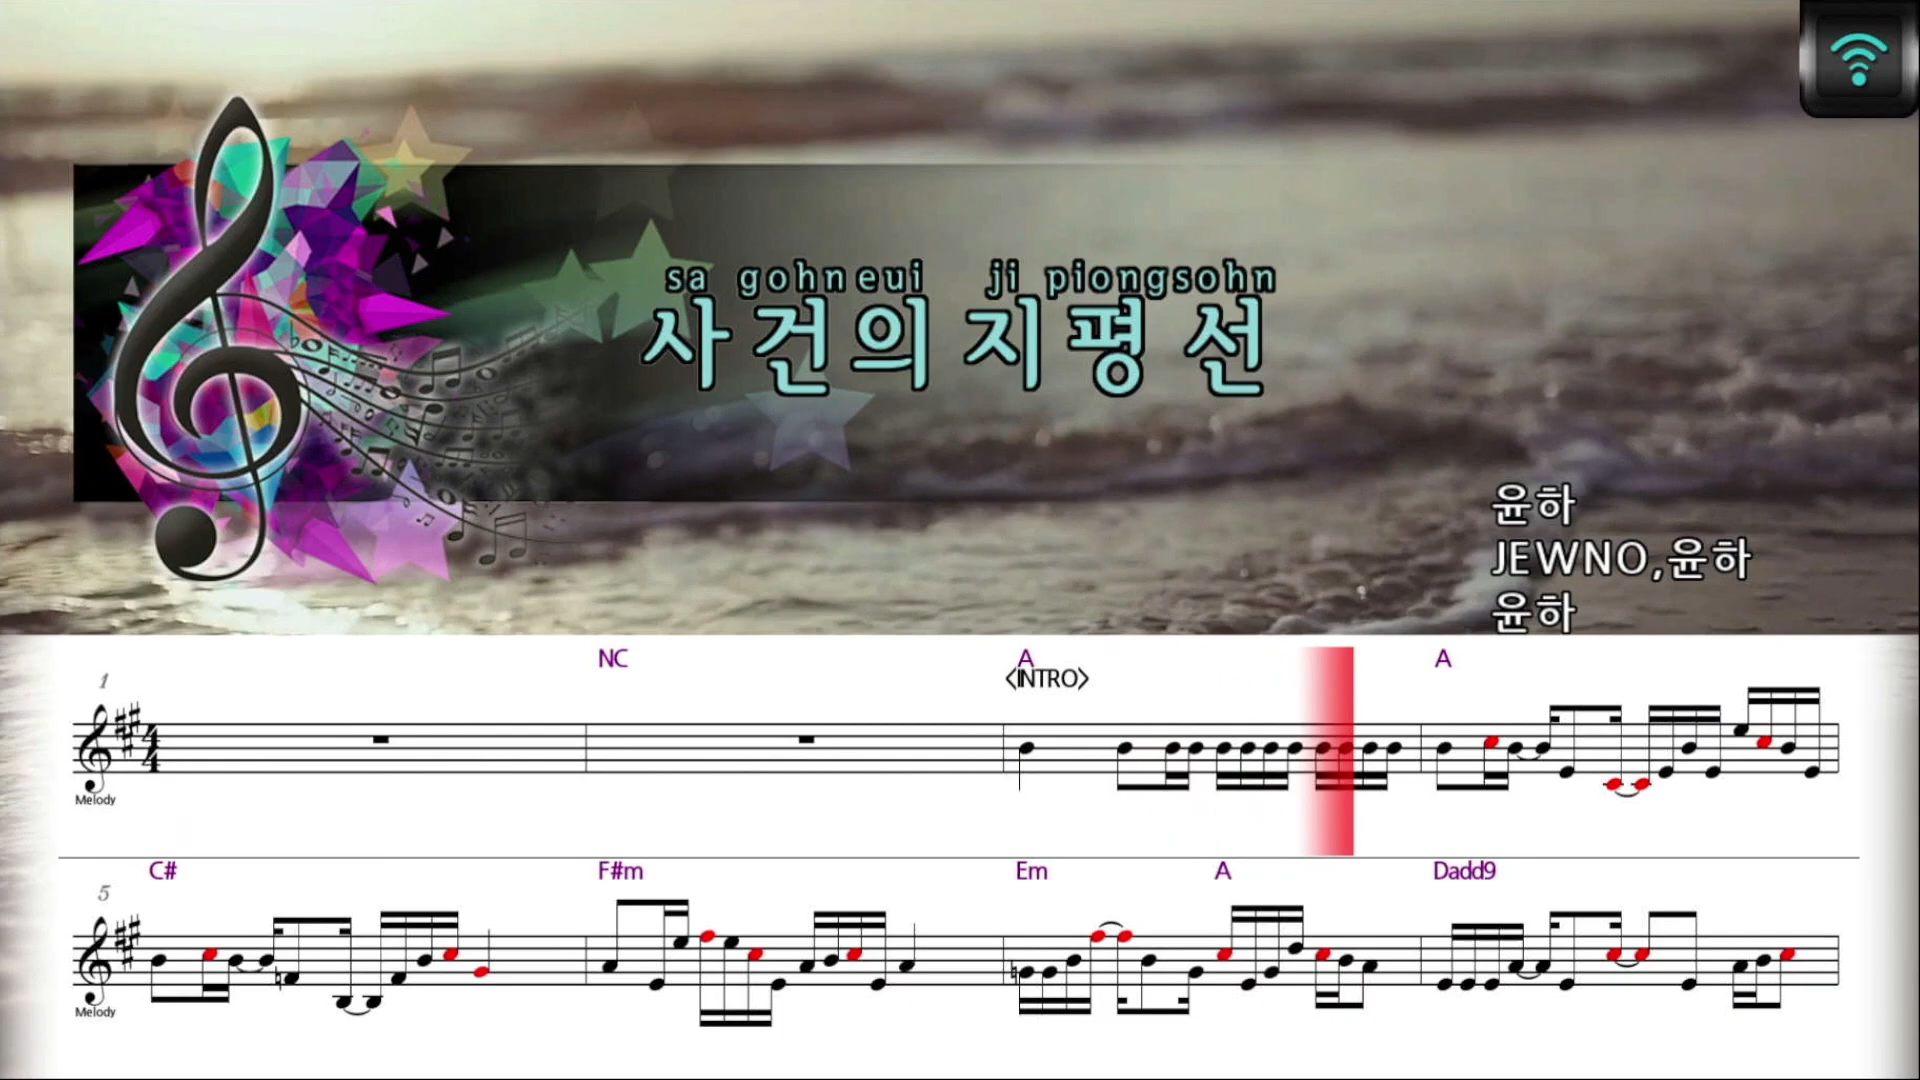 sa gohneui ji piongsohn
사건의 지평선
윤하
JEWNO,윤하
윤하
NC A A
<INTRO>
1
Melody
C# F#m Em A Dadd9
5
Melody